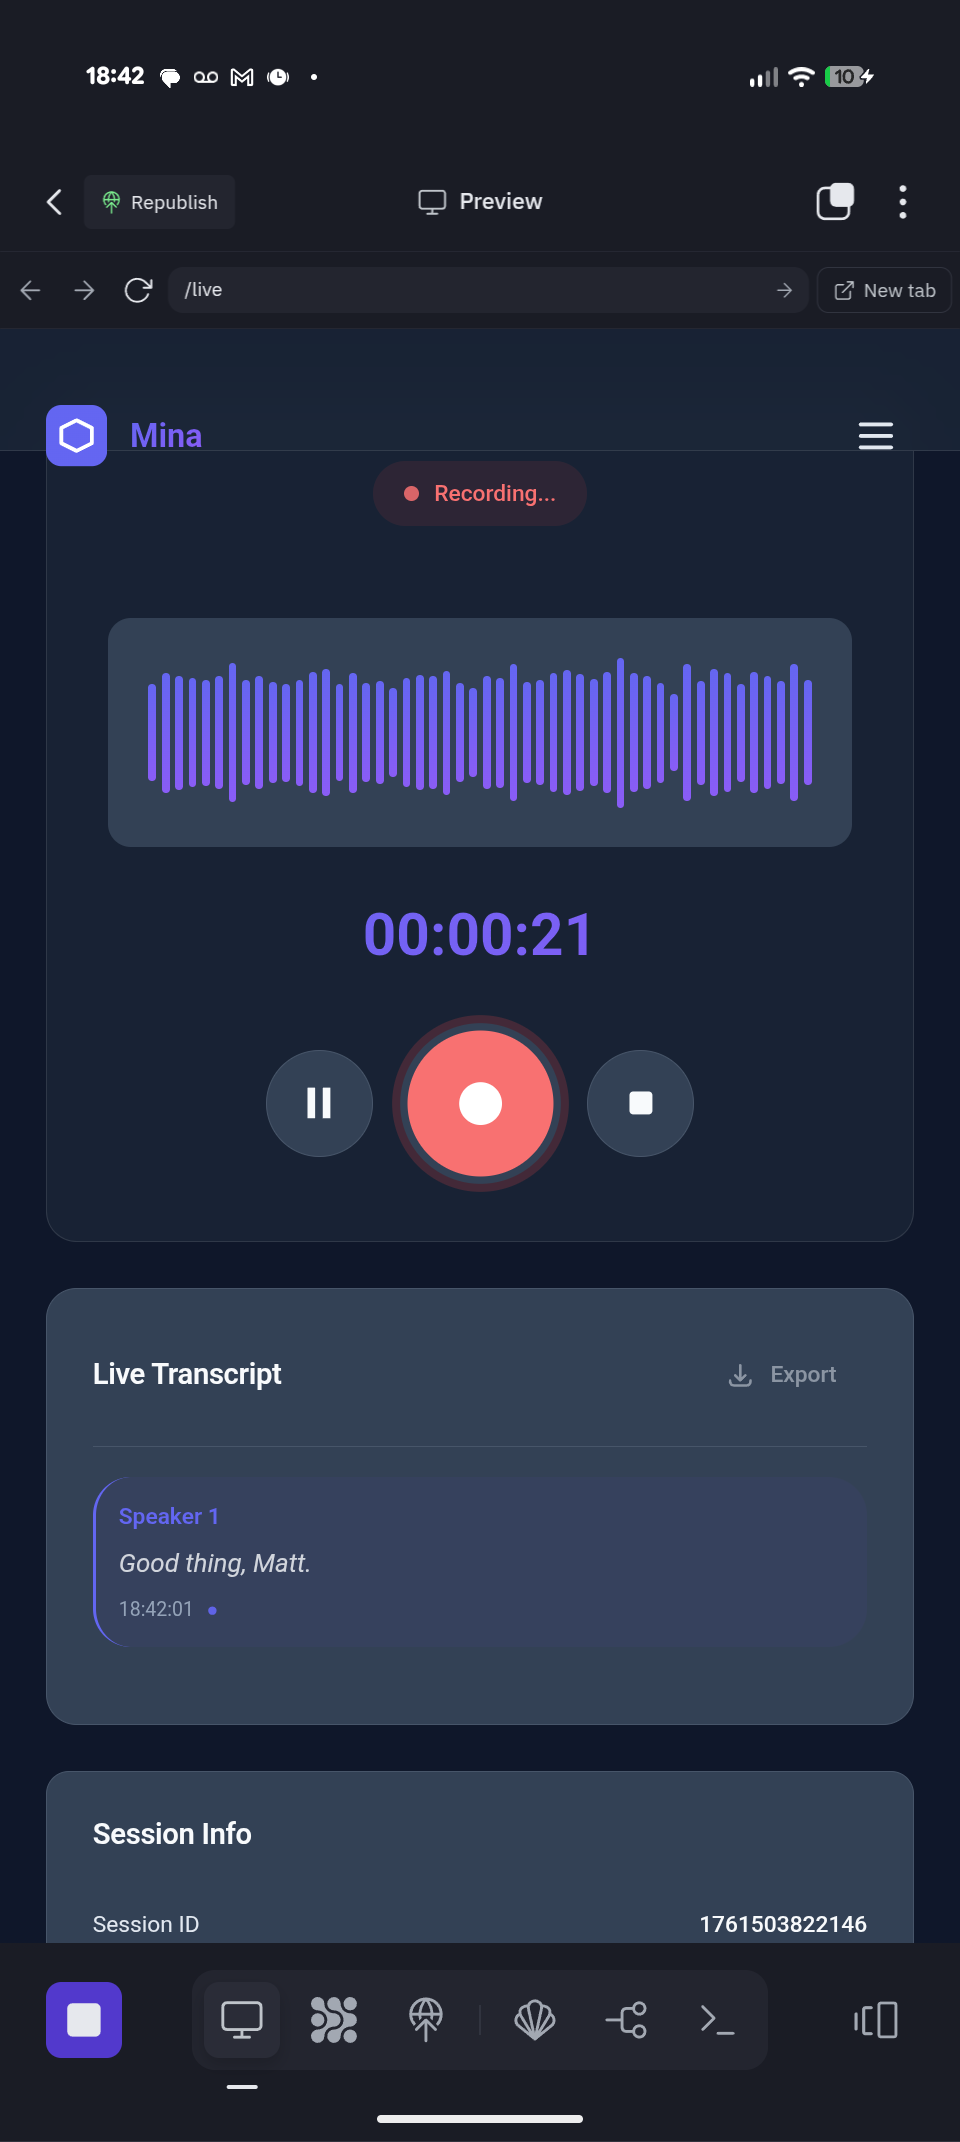 18:42
10
Republish
Preview
/live
New tab
Mina
Recording...
00:00:21
Live Transcript
Export
Speaker 1
Good thing, Matt.
18:42:01
Session Info
Session ID
1761503822146